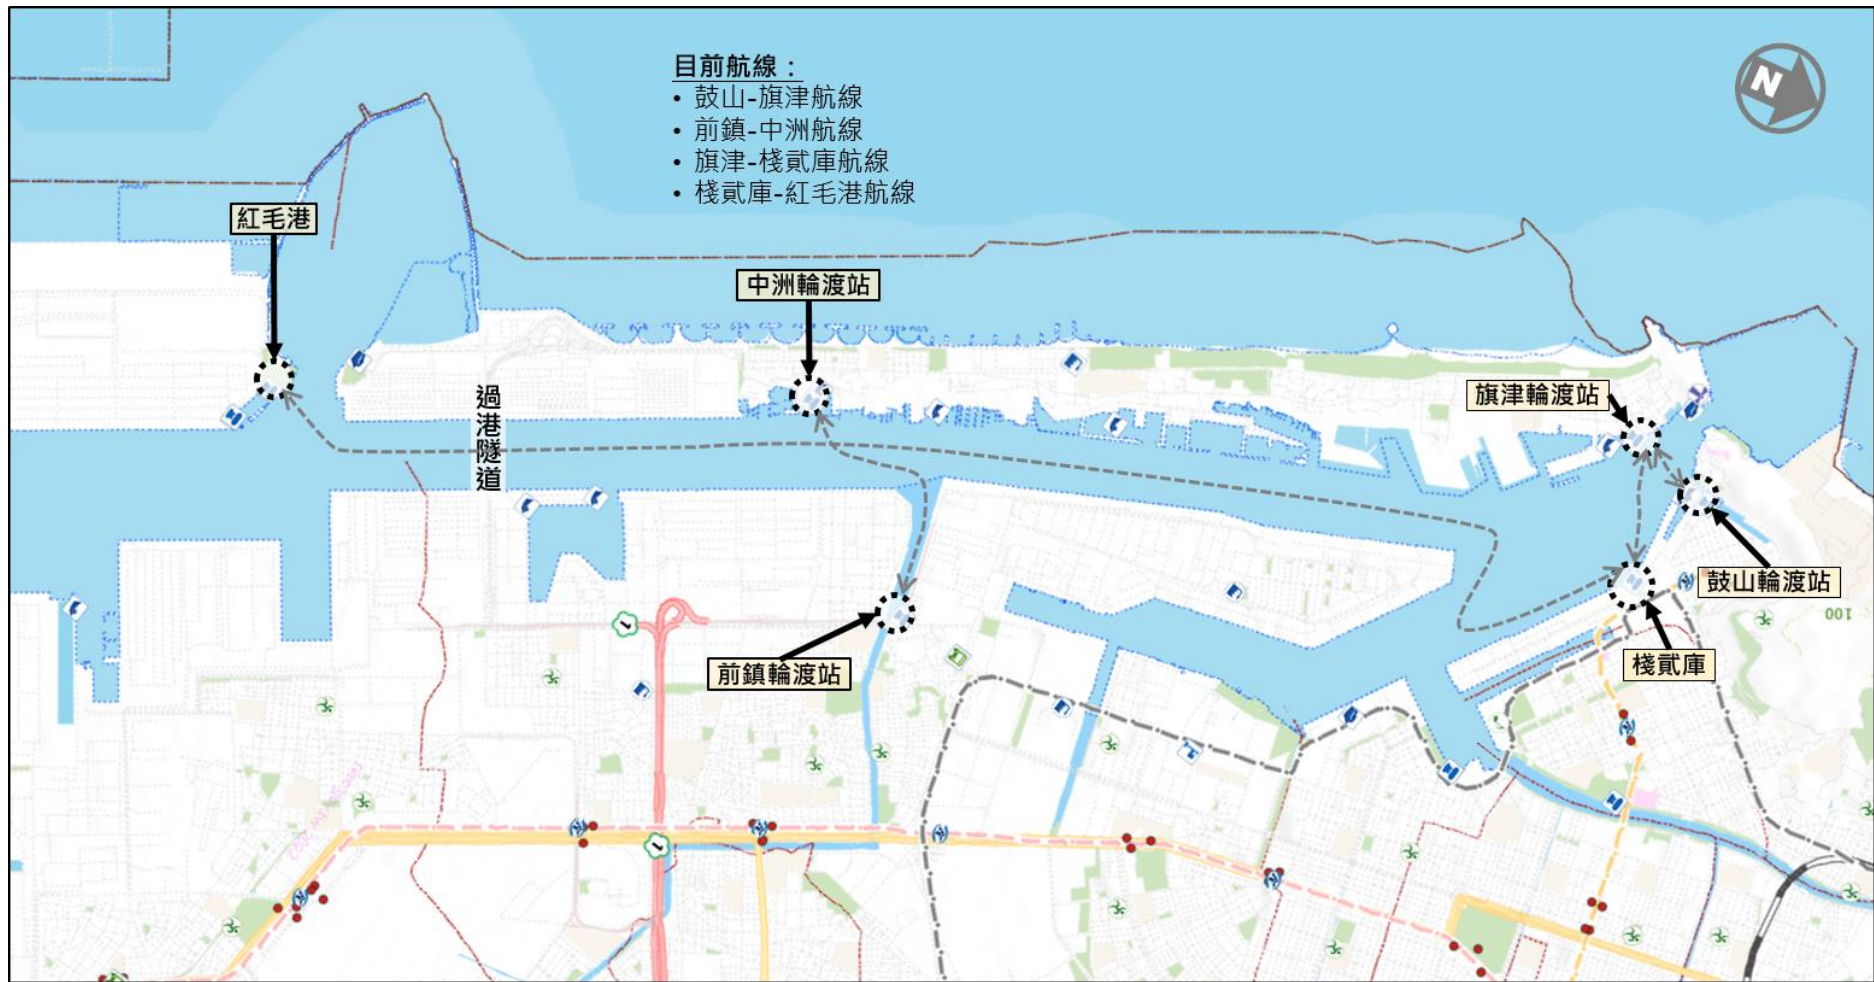 目前航線：
• 鼓山-旗津航線
• 前鎮-中洲航線
• 旗津-棧貳庫航線
• 棧貳庫-紅毛港航線
N
紅毛港
中洲輪渡站
旗津輪渡站
過港隧道
鼓山輪渡站
100
前鎮輪渡站
棧貳庫
1
1